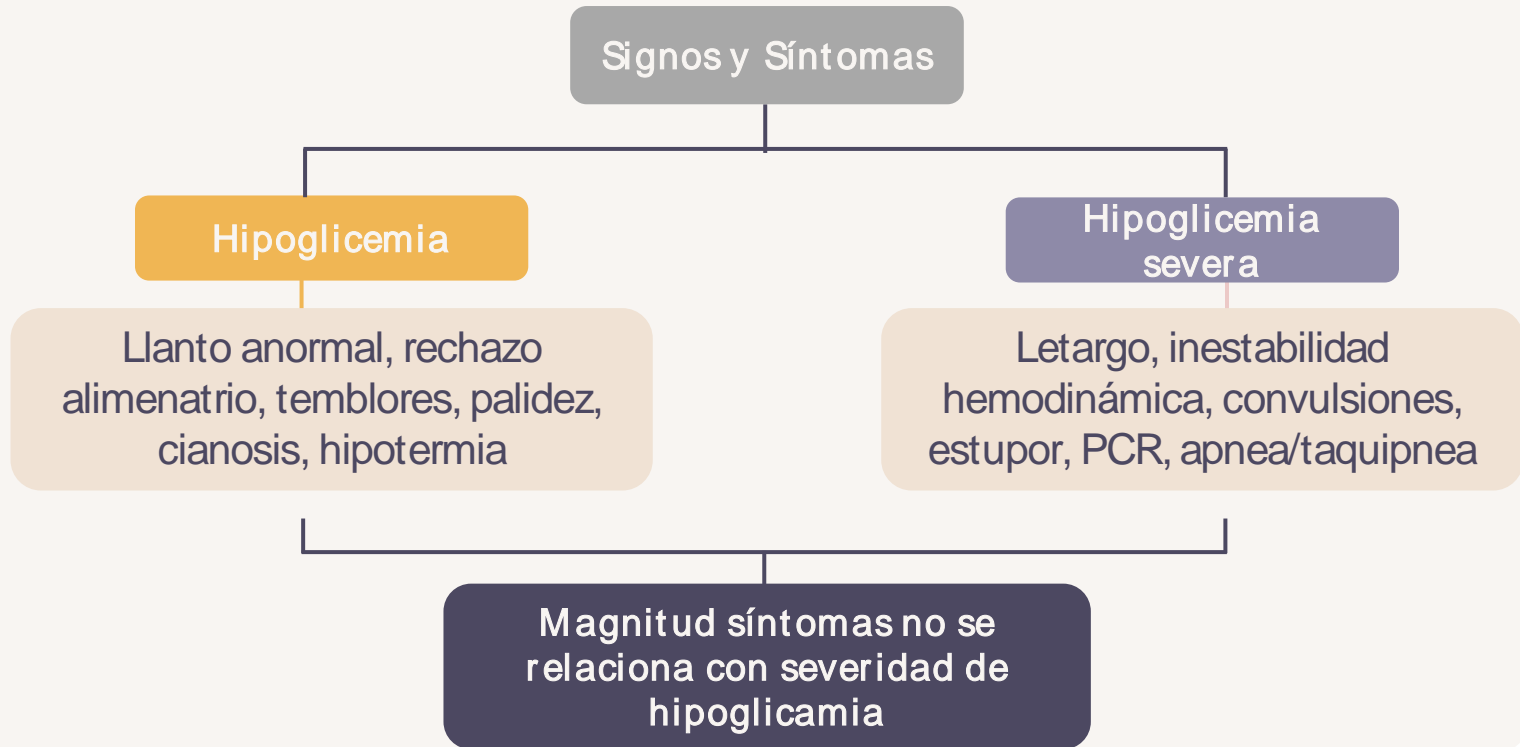 Signos y Síntomas
Hipoglicemia
Hipoglicemia
severa
Llanto anormal, rechazo
alimenatrio, temblores, palidez,
cianosis, hipotermia
Letargo, inestabilidad
hemodinámica, convulsiones,
estupor, PCR, apnea/taquipnea
Magnitud síntomas no se
relaciona con severidad de
hipoglicamia